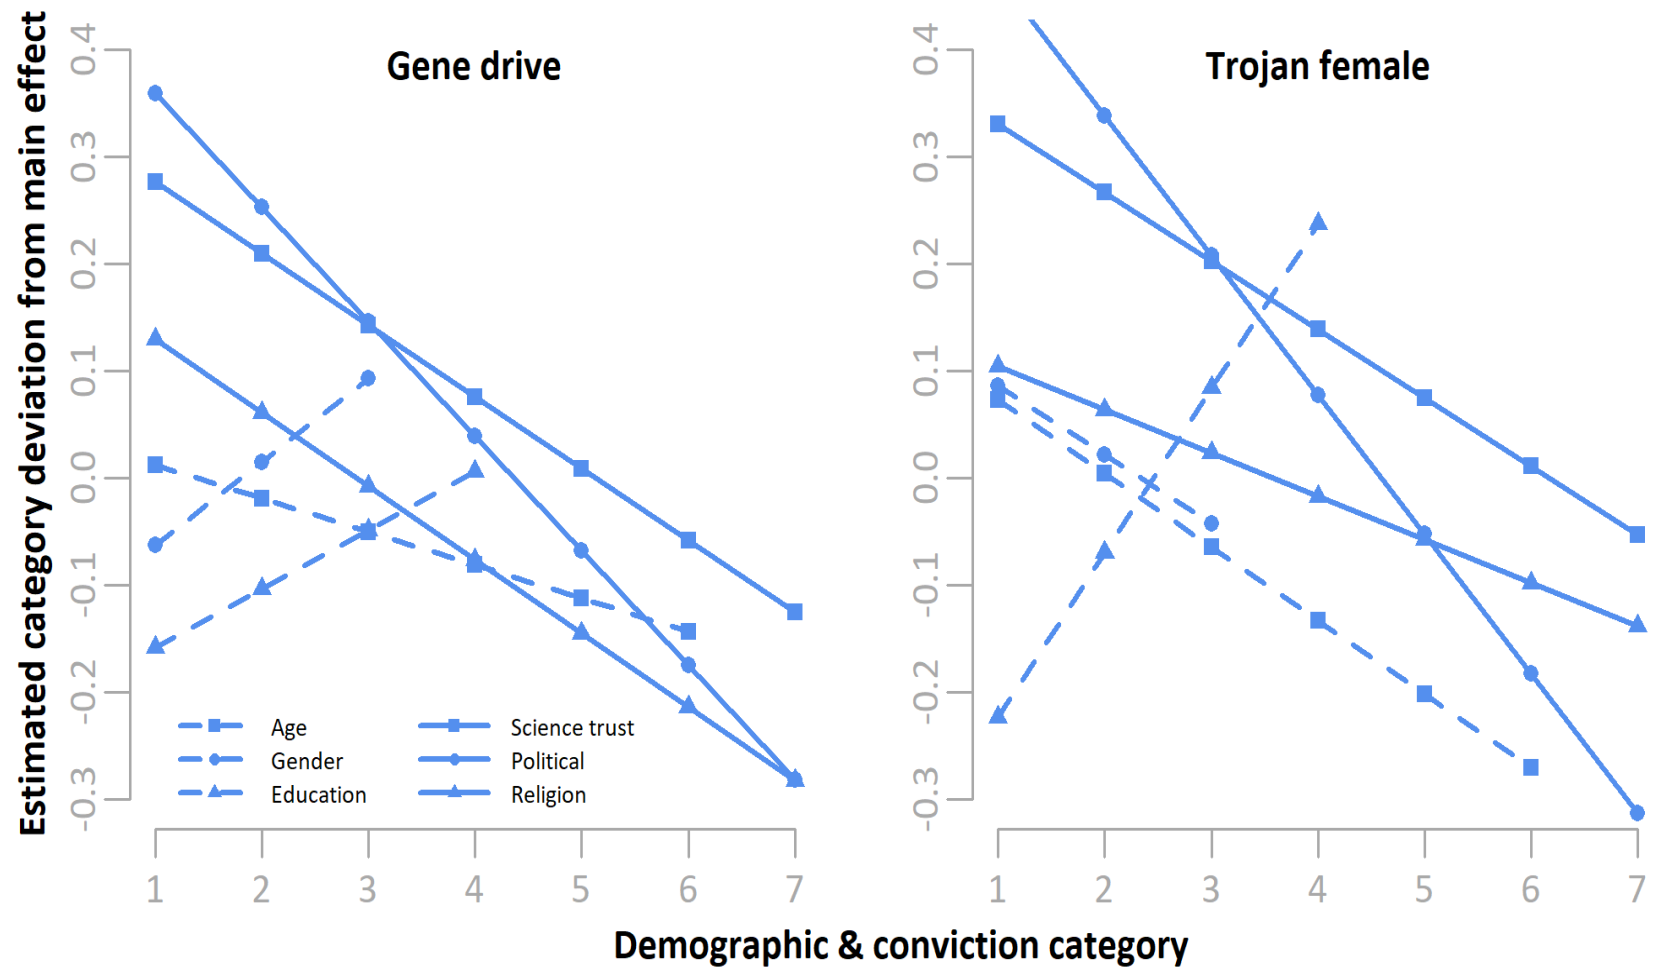 Estimated category deviation from main effect
Gene drive
0.4
0.3
0.2
0.1
0.0
-0.1
-0.2
-0.3
Age
Gender
Education
Science trust
Political
Religion
1 2 3 4 5 6 7
Trojan female
0.4
0.3
0.2
0.1
0.0
-0.1
-0.2
-0.3
1 2 3 4 5 6 7
Demographic & conviction category